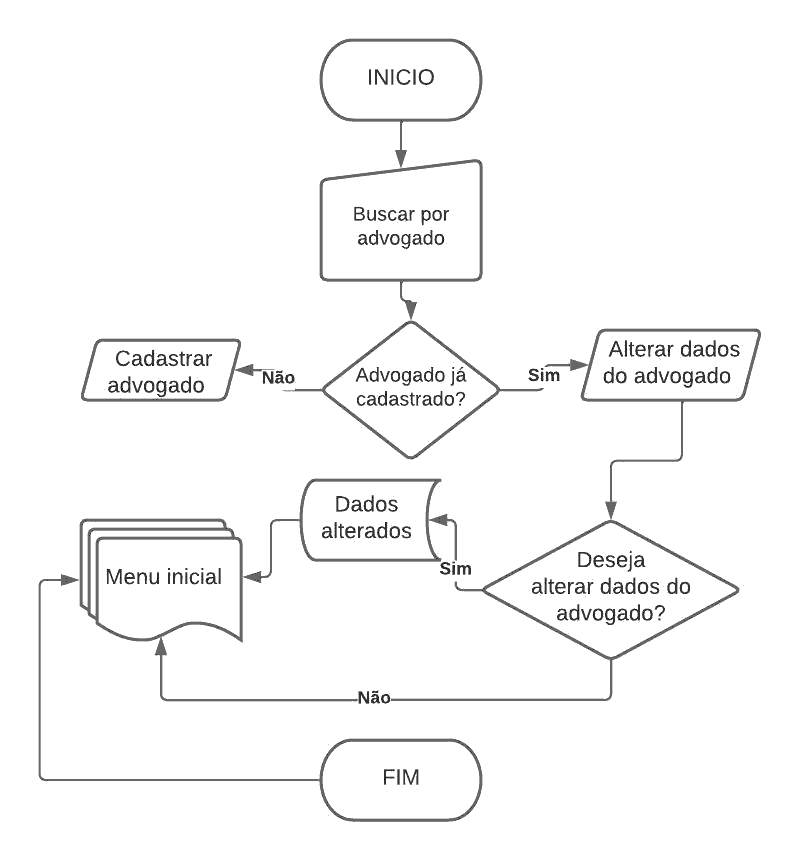 INICIO
Buscar por
advogado
Advogado já
cadastrado?
Não
Cadastrar
advogado
Sim
Alterar dados
do advogado
Deseja
alterar dados do
advogado?
Sim
Dados
alterados
Menu inicial
Não
FIM